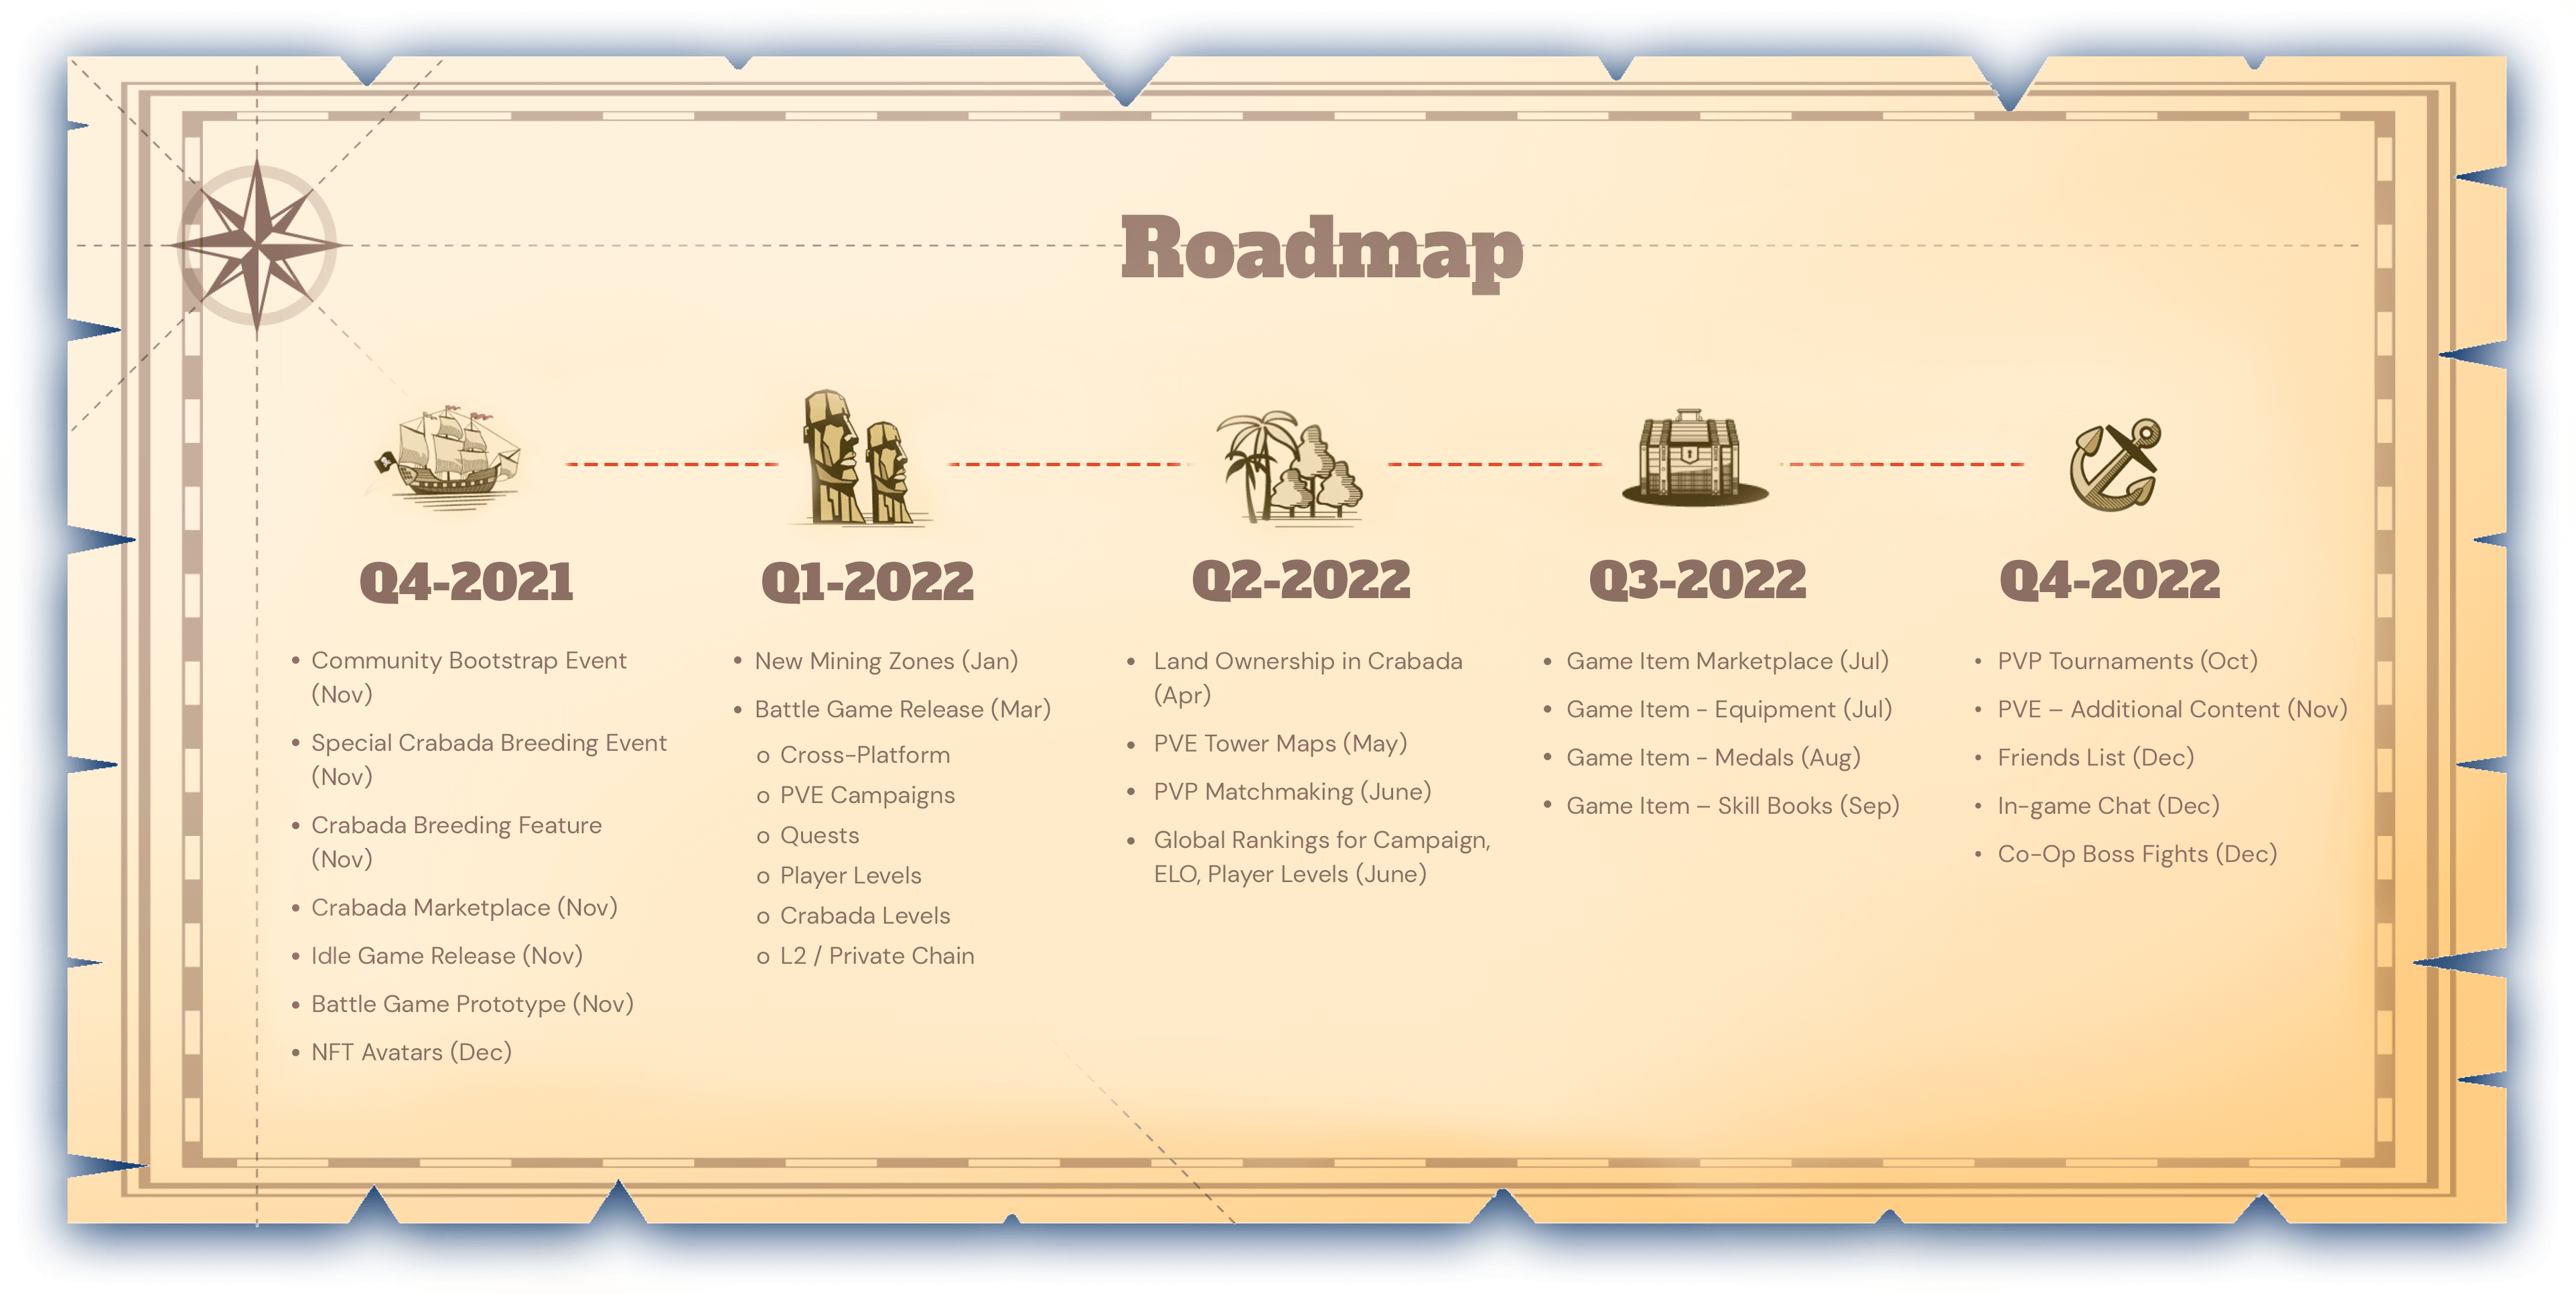 Roadmap
Q4-2021
• Community Bootstrap Event
(Nov)
• Special Crabada Breeding Event
(Nov)
• Crabada Breeding Feature
(Nov)
• Crabada Marketplace (Nov)
• Idle Game Release (Nov)
• Battle Game Prototype (Nov)
• NFT Avatars (Dec)
Q1-2022
• New Mining Zones (Jan)
• Battle Game Release (Mar)
o Cross-Platform
o PVE Campaigns
o Quests
o Player Levels
o Crabada Levels
o L2 / Private Chain
Q2-2022
• Land Ownership in Crabada
(Apr)
• PVE Tower Maps (May)
• PVP Matchmaking (June)
• Global Rankings for Campaign,
ELO, Player Levels (June)
Q3-2022
• Game Item Marketplace (Jul)
• Game Item - Equipment (Jul)
• Game Item - Medals (Aug)
• Game Item – Skill Books (Sep)
Q4-2022
• PVP Tournaments (Oct)
• PVE – Additional Content (Nov)
• Friends List (Dec)
• In-game Chat (Dec)
• Co-Op Boss Fights (Dec)